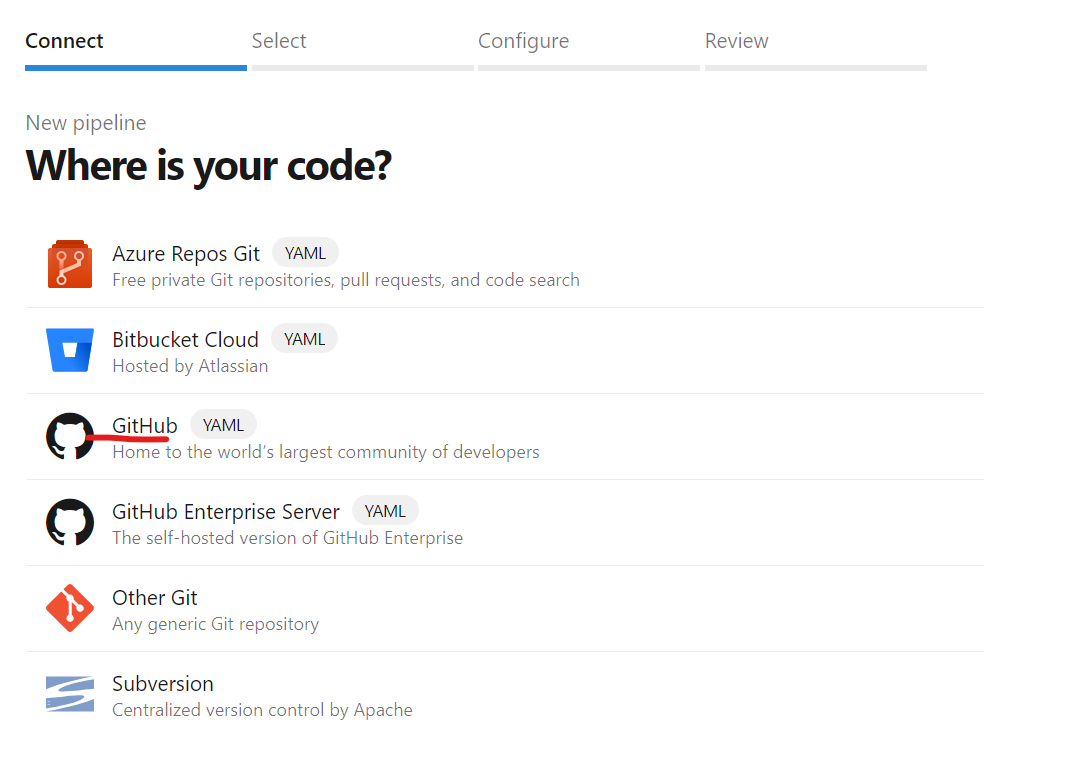 Connect Select Configure Review
New pipeline
Where is your code?
Azure Repos Git YAML
Free private Git repositories, pull requests, and code search
Bitbucket Cloud YAML
Hosted by Atlassian
GitHub YAML
Home to the world's largest community of developers
GitHub Enterprise Server YAML
The self-hosted version of GitHub Enterprise
Other Git
Any generic Git repository
Subversion
Centralized version control by Apache